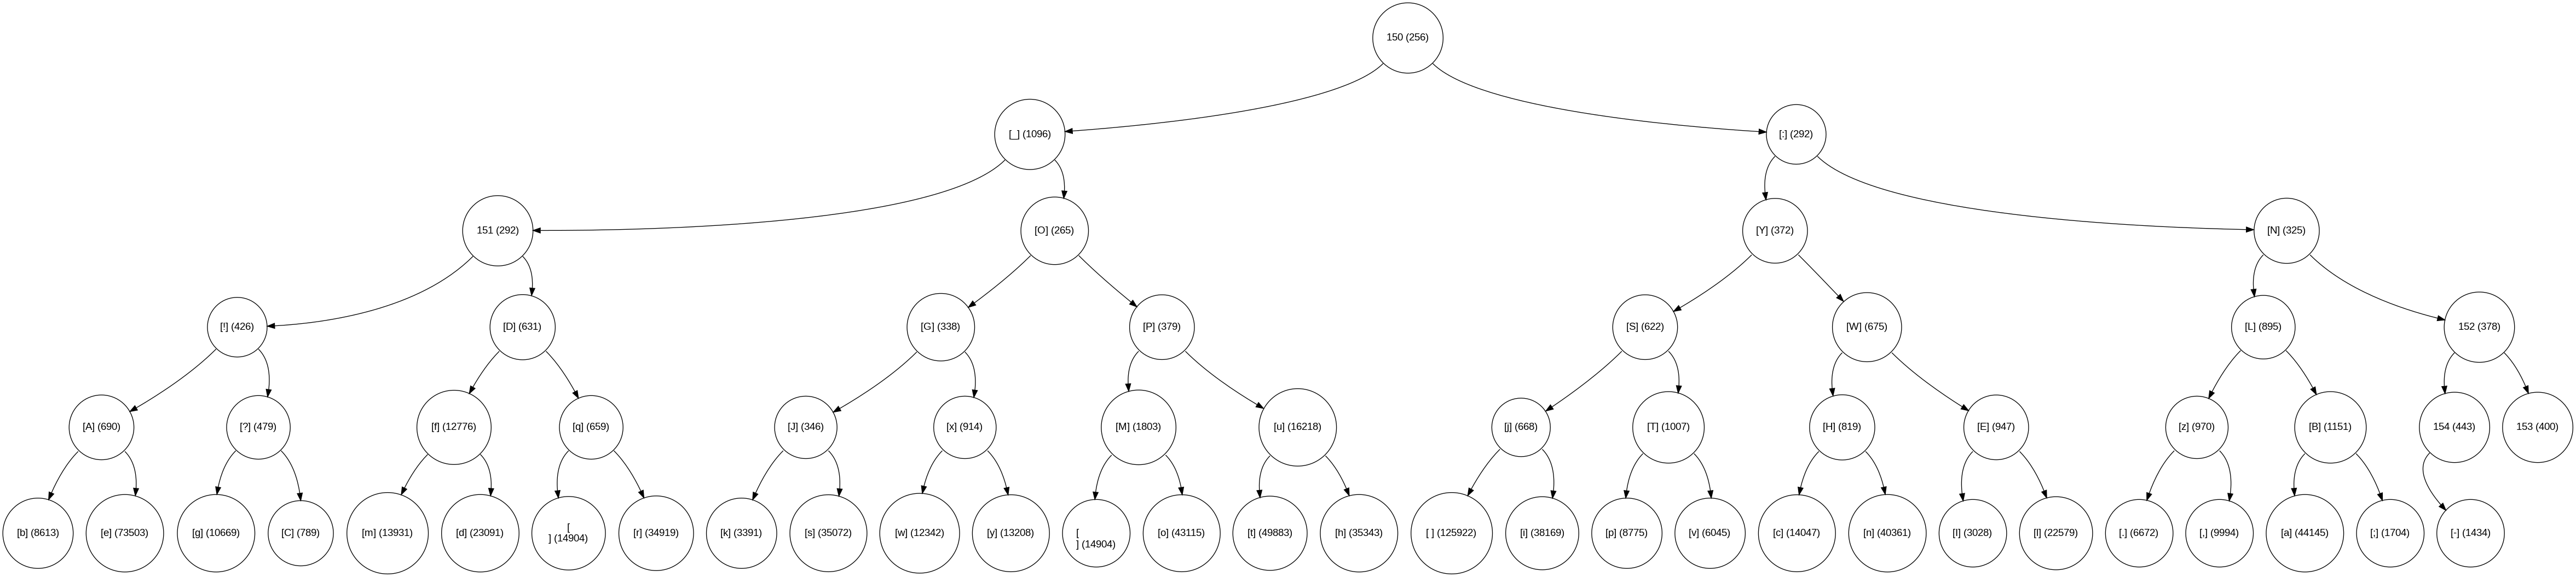 150 (256)
[_] (1096)
[:] (292)
151 (292)
[O] (265)
[Y] (372)
[N] (325)
[!] (426)
[D] (631)
[G] (338)
[P] (379)
[S] (622)
[W] (675)
[L] (895)
152 (378)
[A] (690)
[?] (479)
[f] (12776)
[q] (659)
[J] (346)
[x] (914)
[M] (1803)
[u] (16218)
[j] (668)
[T] (1007)
[H] (819)
[E] (947)
[z] (970)
[B] (1151)
154 (443)
153 (400)
[b] (8613)
[e] (73503)
[g] (10669)
[C] (789)
[m] (13931)
[d] (23091)
[
] (14904)
[r] (34919)
[k] (3391)
[s] (35072)
[w] (12342)
[y] (13208)
[
] (14904)
[o] (43115)
[t] (49883)
[h] (35343)
[ ] (125922)
[i] (38169)
[p] (8775)
[v] (6045)
[c] (14047)
[n] (40361)
[I] (3028)
[l] (22579)
[.] (6672)
[,] (9994)
[a] (44145)
[;] (1704)
[-] (1434)